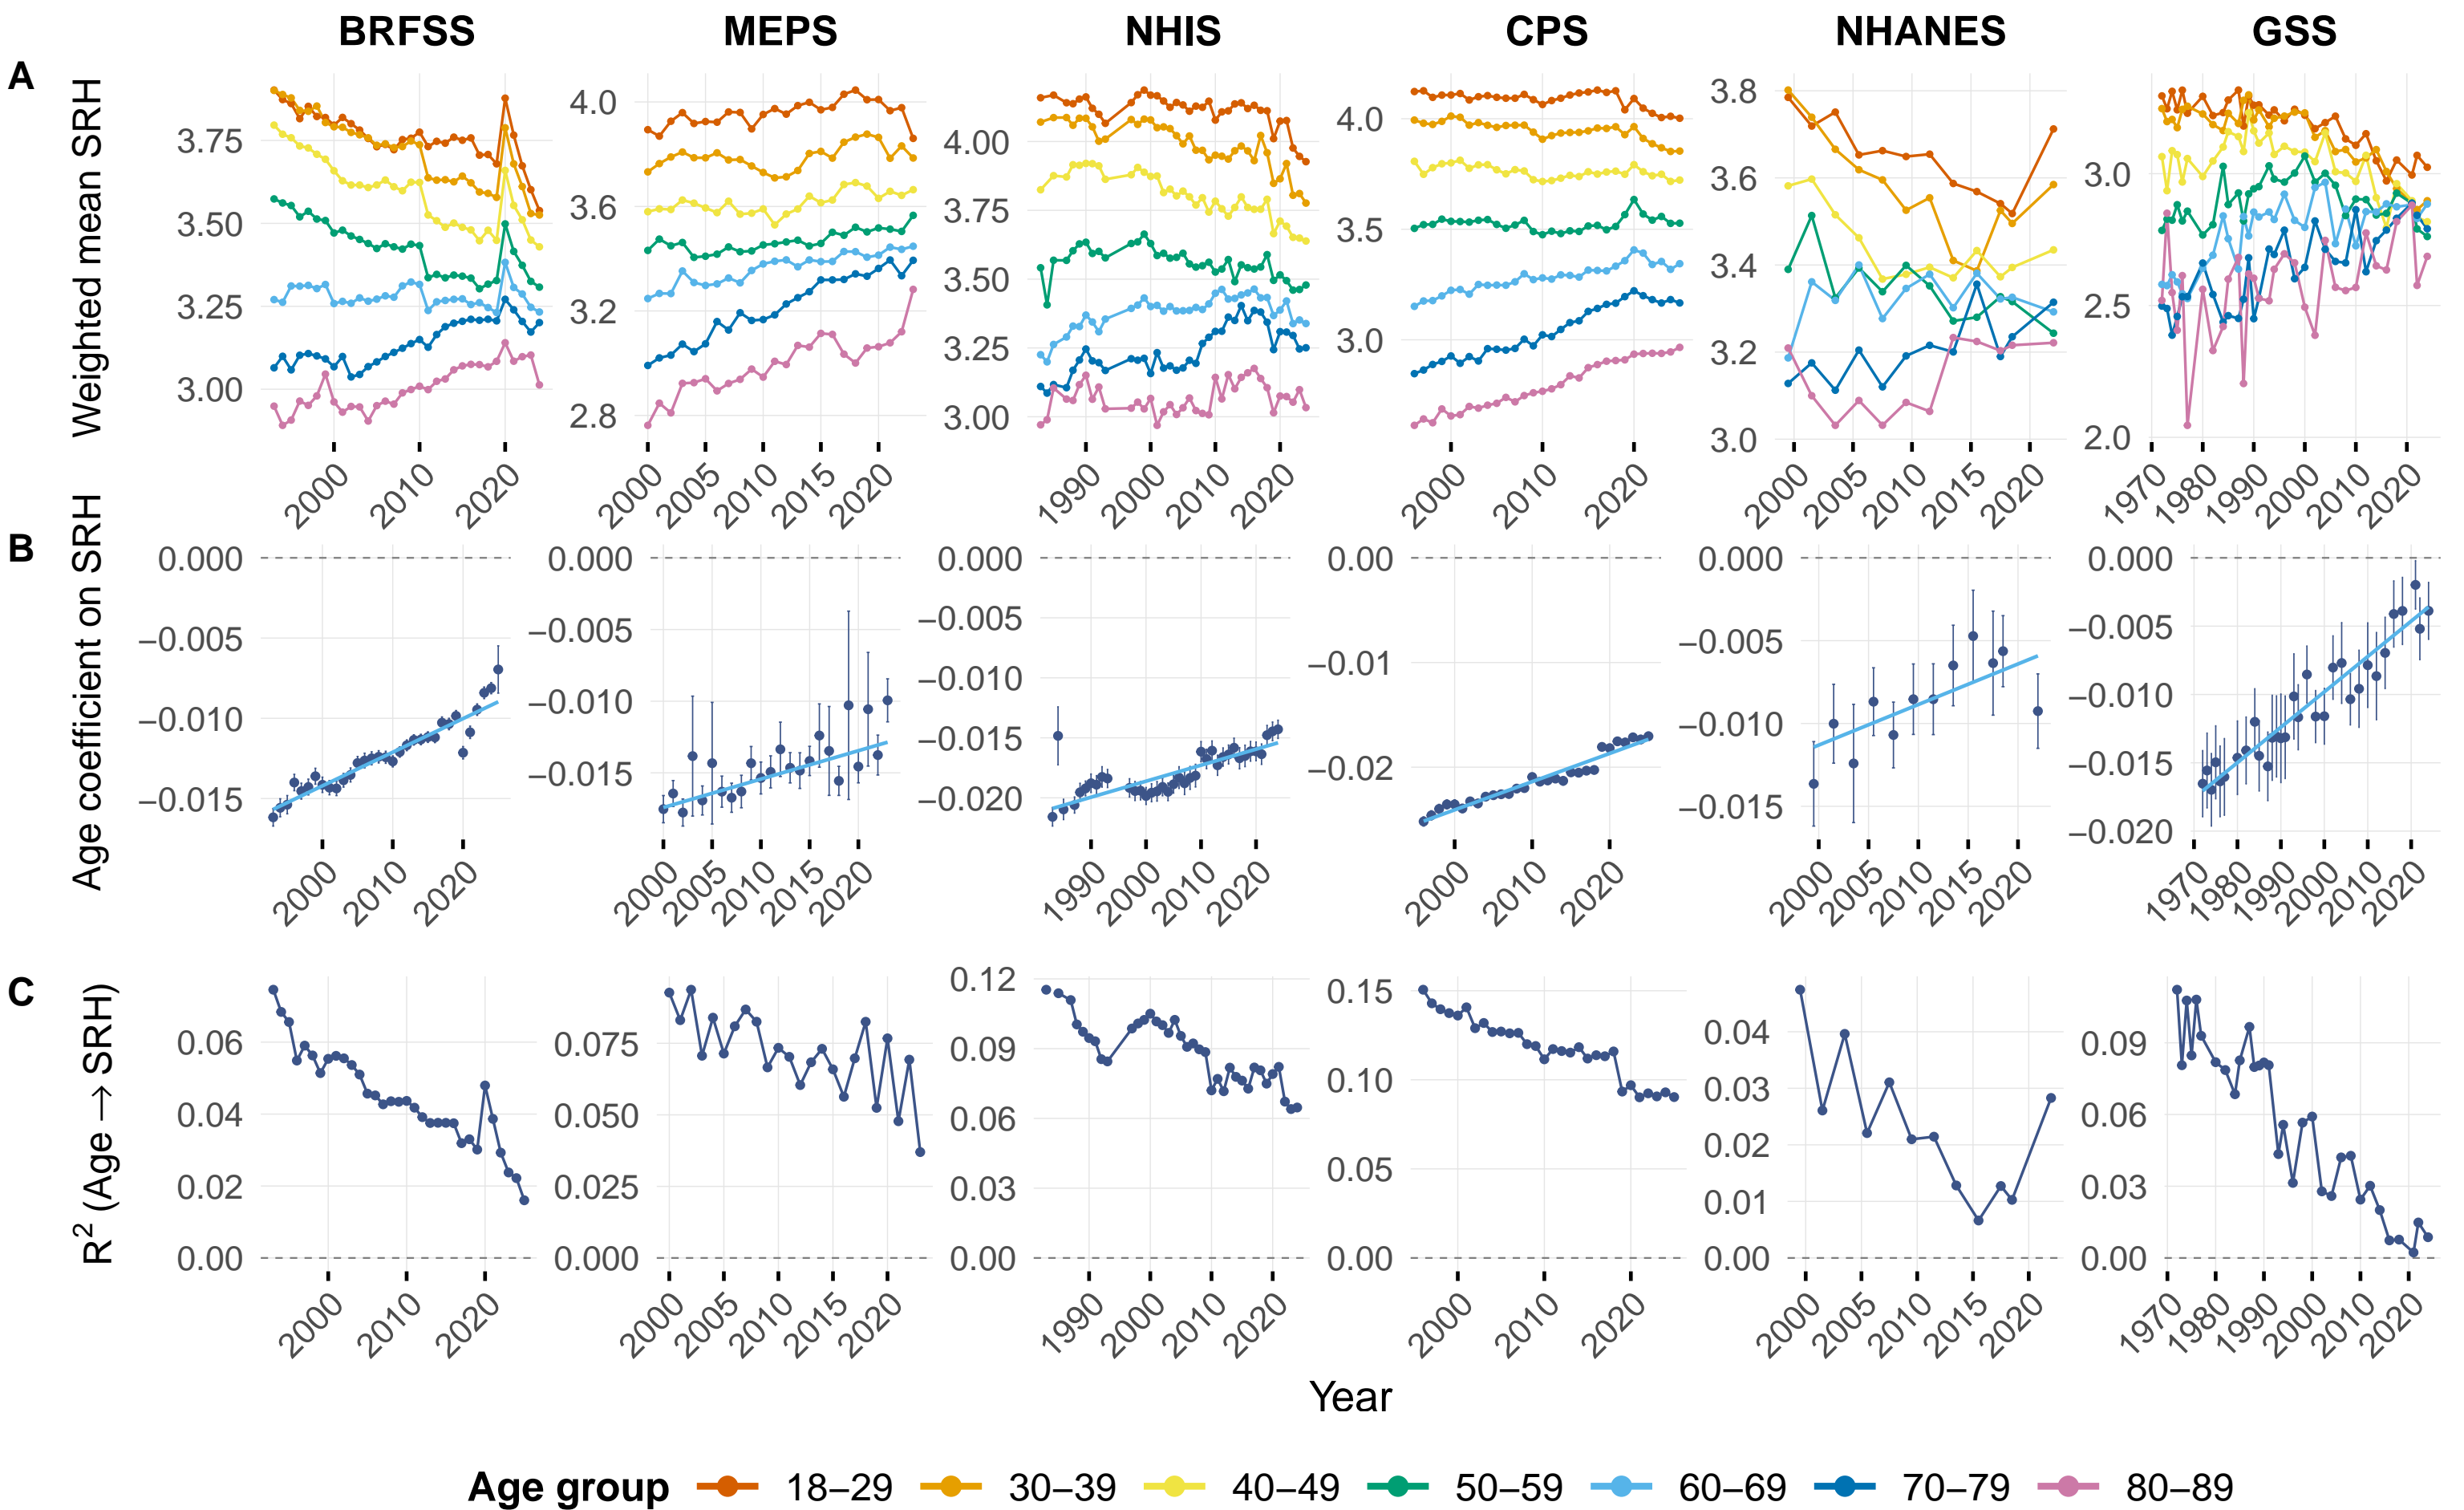 BRFSS MEPS NHIS CPS NHANES GSS
A
Weighted mean SRH
3.75
3.50
3.25
3.00
2000 2010 2020
4.0
3.6
3.2
2.8
2000 2005 2010 2015 2020
4.00
3.75
3.50
3.25
3.00
1990 2000 2010 2020
4.0
3.5
3.0
2000 2010 2020
3.8
3.6
3.4
3.2
3.0
2000 2005 2010 2015 2020
3.0
2.5
2.0
1970 1980 1990 2000 2010 2020
B
Age coefficient on SRH
0.000
−0.005
−0.010
−0.015
2000 2010 2020
0.000
−0.005
−0.010
−0.015
2000 2005 2010 2015 2020
0.000
−0.005
−0.010
−0.015
−0.020
1990 2000 2010 2020
0.00
−0.01
−0.02
2000 2010 2020
0.000
−0.005
−0.010
−0.015
2000 2005 2010 2015 2020
0.000
−0.005
−0.010
−0.015
−0.020
1970 1980 1990 2000 2010 2020
C
R² (Age → SRH)
0.06
0.04
0.02
0.00
2000 2010 2020
0.075
0.050
0.025
0.000
2000 2005 2010 2015 2020
0.12
0.09
0.06
0.03
0.00
1990 2000 2010 2020
0.15
0.10
0.05
0.00
2000 2010 2020
0.04
0.03
0.02
0.01
0.00
2000 2005 2010 2015 2020
0.09
0.06
0.03
0.00
1970 1980 1990 2000 2010 2020
Year
Age group 18−29 30−39 40−49 50−59 60−69 70−79 80−89